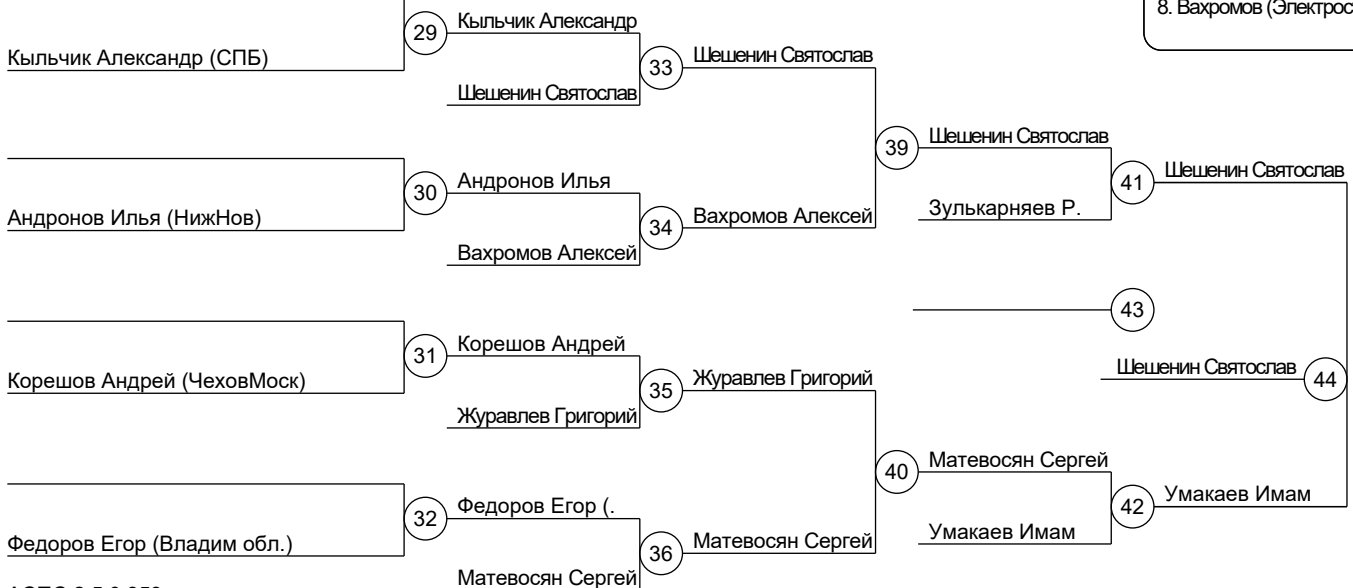 8. Вахромов (Электрос
29
Кыльчик Александр
Кыльчик Александр (СПБ)
33
Шешенин Святослав
Шешенин Святослав
39
Шешенин Святослав
30
Андронов Илья
41
Шешенин Святослав
Андронов Илья (НижНов)
34
Вахромов Алексей
Зулькарняев Р.
Вахромов Алексей
43
31
Корешов Андрей
Корешов Андрей (ЧеховМоск)
35
Журавлев Григорий
Шешенин Святослав
44
Журавлев Григорий
40
Матевосян Сергей
32
Федоров Егор (.
42
Умакаев Имам
Федоров Егор (Владим обл.)
36
Матевосян Сергей
Умакаев Имам
Матевосян Сергей